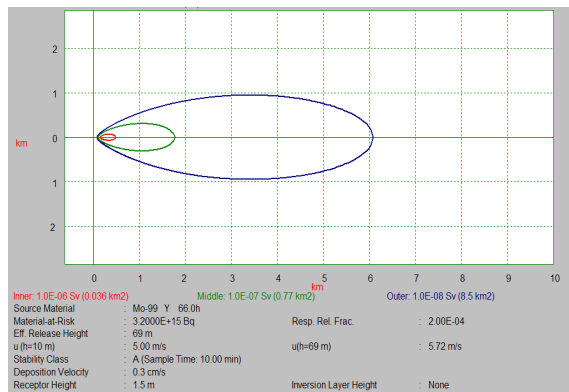 2
1
km
0
1
2
0 1 2 3 4 5 6 7 8 9 10
km
Inner: 1.0E-06 Sv (0.036 km2) Middle: 1.0E-07 Sv (0.77 km2) Outer: 1.0E-08 Sv (8.5 km2)
Source Material : Mo-99 Y 66.0h
Material-at-Risk : 3.2000E+15 Bq Resp. Rel. Frac. : 2.00E-04
Eff. Release Height : 69 m
u (h=10 m) : 5.00 m/s u(h=69 m) : 5.72 m/s
Stability Class : A (Sample Time: 10.00 min)
Deposition Velocity : 0.3 cm/s
Receptor Height : 1.5 m Inversion Layer Height : None